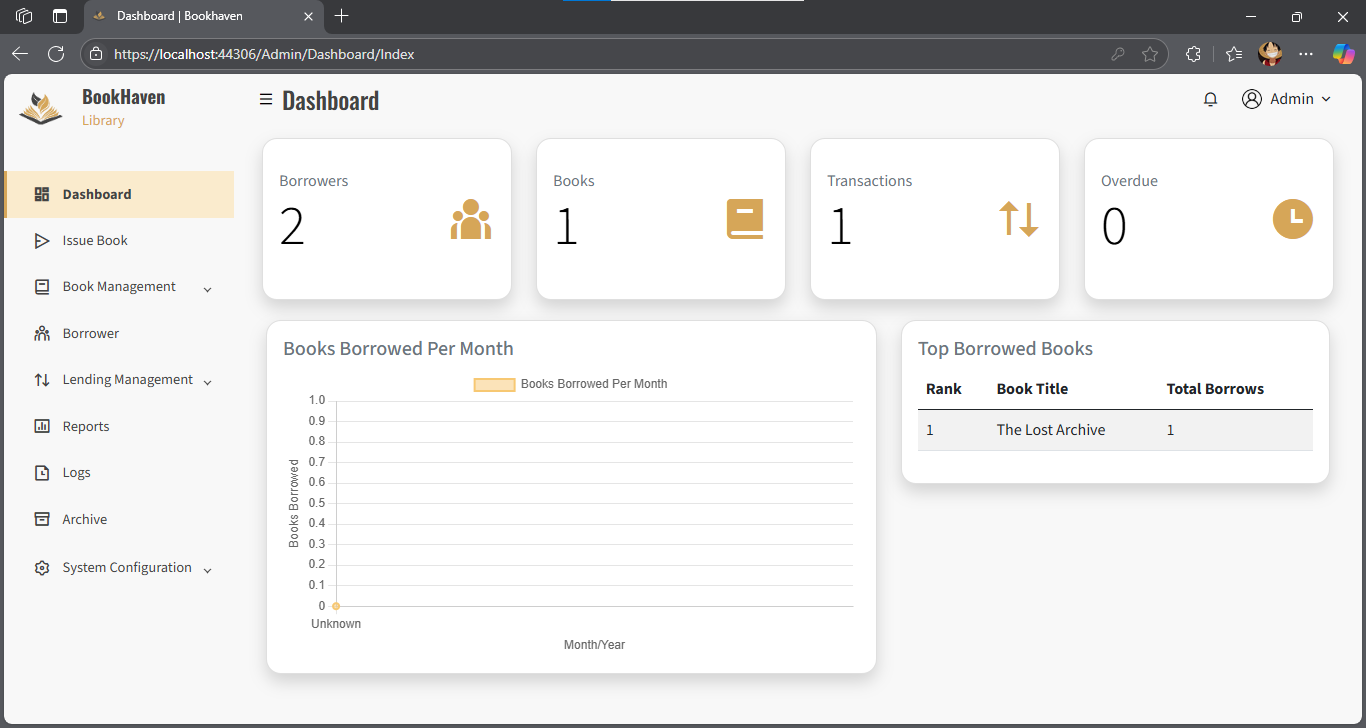 Dashboard | Bookhaven
https://localhost:44306/Admin/Dashboard/Index
BookHaven
Library
Dashboard
Admin
Dashboard
Issue Book
Book Management
Borrower
Lending Management
Reports
Logs
Archive
System Configuration
Borrowers
2
Books
1
Transactions
1
Overdue
0
Books Borrowed Per Month
Books Borrowed Per Month
Books Borrowed
1.0
0.9
0.8
0.7
0.6
0.5
0.4
0.3
0.2
0.1
0
Unknown
Month/Year
Top Borrowed Books
Rank Book Title Total Borrows
1 The Lost Archive 1